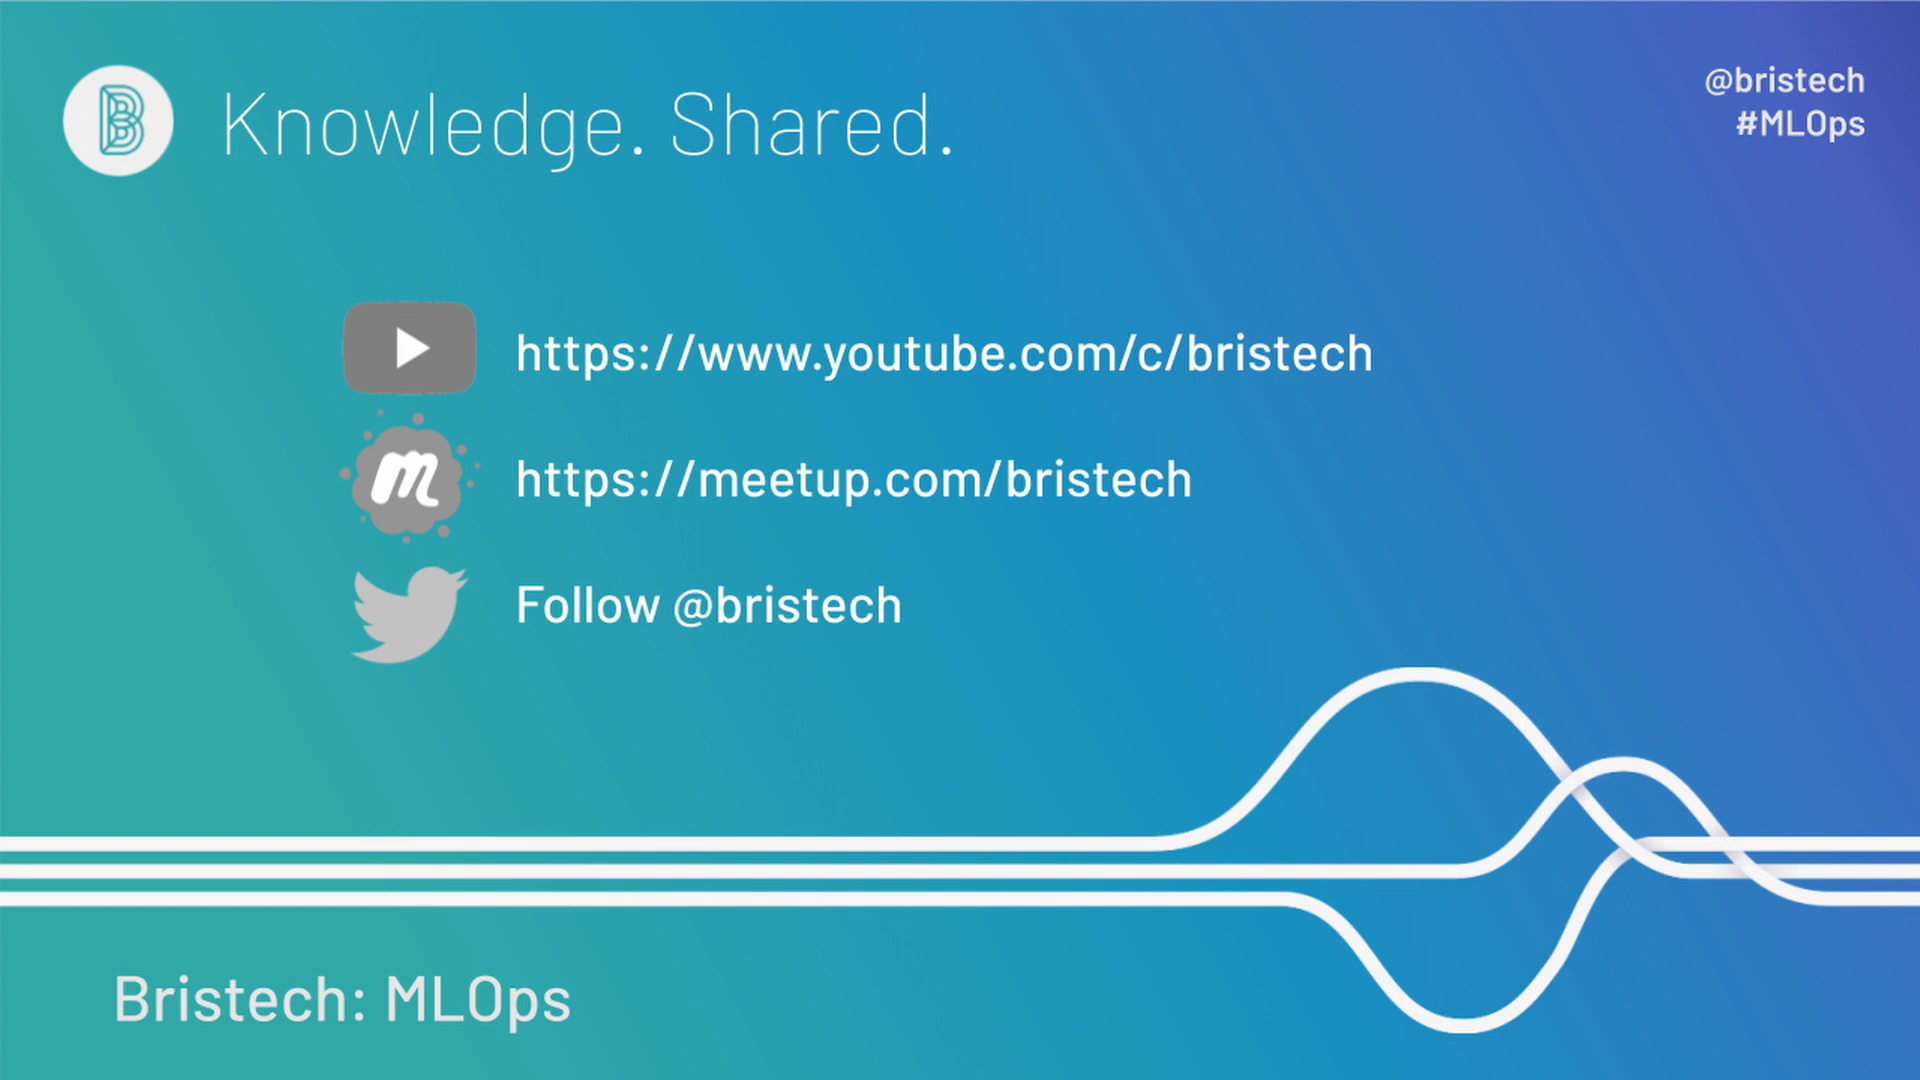 B Knowledge. Shared.
@bristech
#MLOps
https://www.youtube.com/c/bristech
m https://meetup.com/bristech
Follow @bristech
Bristech: MLOps